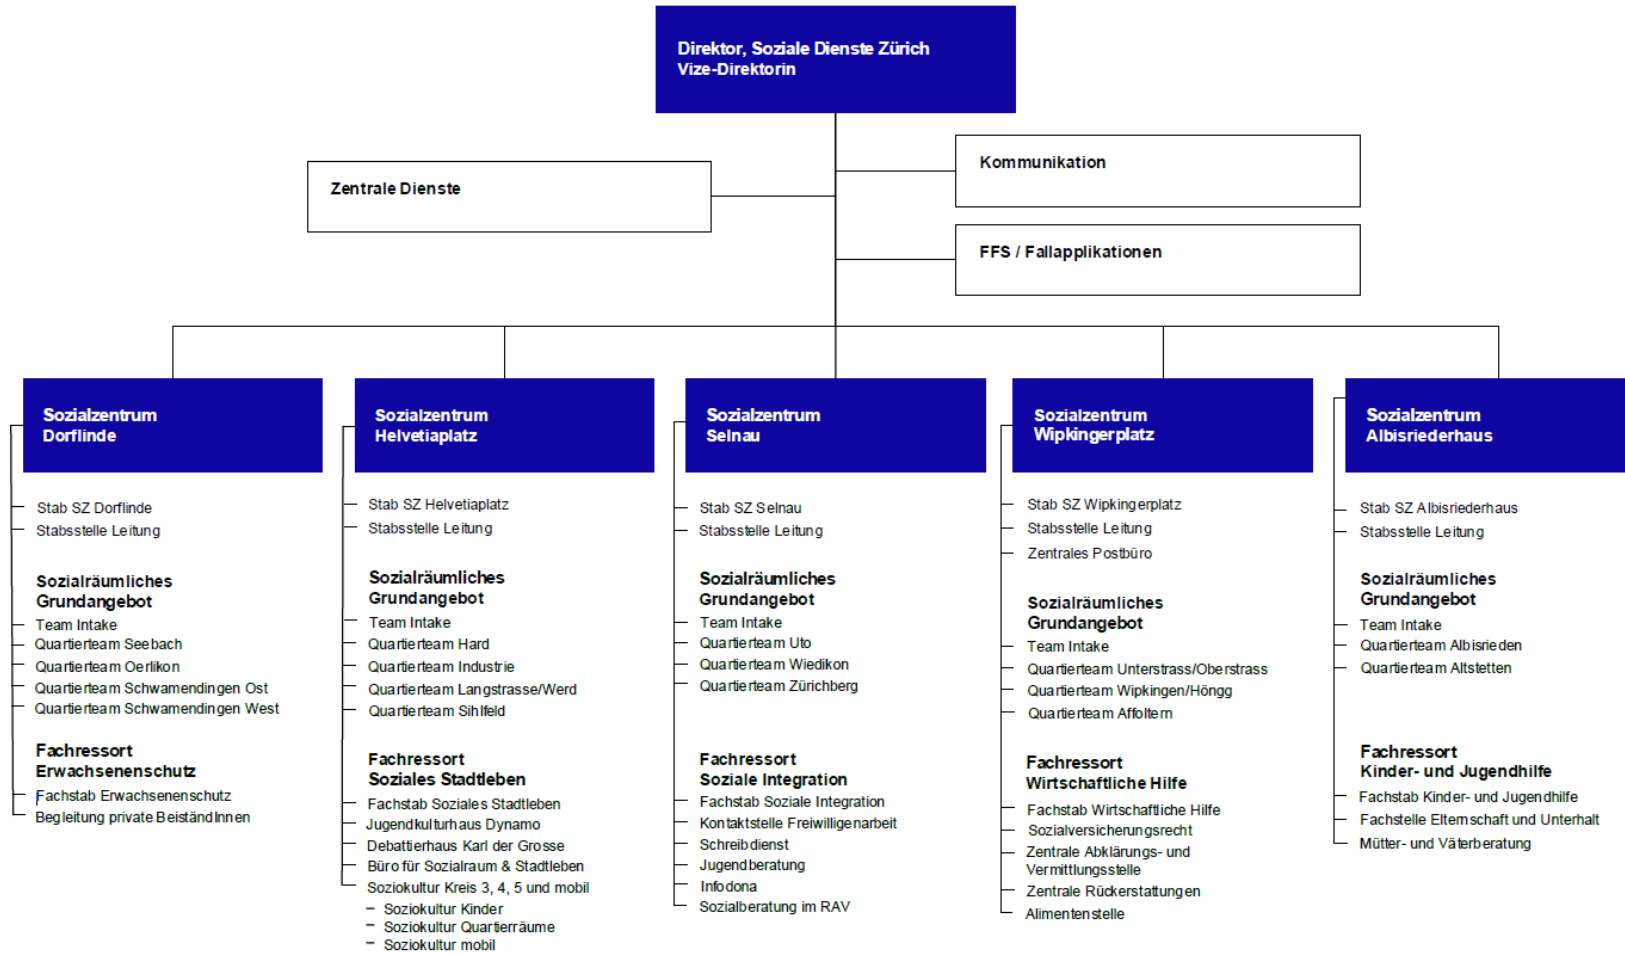 Direktor, Soziale Dienste Zürich
Vize-Direktorin
Kommunikation
Zentrale Dienste
FFS / Fallapplikationen
Sozialzentrum
Dorflinde
Stab SZ Dorflinde
Stabsstelle Leitung
Sozialräumliches
Grundangebot
Team Intake
Quartierteam Seebach
Quartierteam Oerlikon
Quartierteam Schwamendingen Ost
Quartierteam Schwamendingen West
Fachressort
Erwachsenenschutz
Fachstab Erwachsenenschutz
Begleitung private BeiständInnen
Sozialzentrum
Helvetiaplatz
Stab SZ Helvetiaplatz
Stabsstelle Leitung
Sozialräumliches
Grundangebot
Team Intake
Quartierteam Hard
Quartierteam Industrie
Quartierteam Langstrasse/Werd
Quartierteam Sihlfeld
Fachressort
Soziales Stadtleben
Fachstab Soziales Stadtleben
Jugendkulturhaus Dynamo
Debattierhaus Karl der Grosse
Büro für Sozialraum & Stadtleben
Soziokultur Kreis 3, 4, 5 und mobil
– Soziokultur Kinder
– Soziokultur Quartierräume
– Soziokultur mobil
Sozialzentrum
Selnau
Stab SZ Selnau
Stabsstelle Leitung
Sozialräumliches
Grundangebot
Team Intake
Quartierteam Uto
Quartierteam Wiedikon
Quartierteam Zürichberg
Fachressort
Soziale Integration
Fachstab Soziale Integration
Kontaktstelle Freiwilligenarbeit
Schreibdienst
Jugendberatung
Infodona
Sozialberatung im RAV
Sozialzentrum
Wipkingerplatz
Stab SZ Wipkingerplatz
Stabsstelle Leitung
Zentrales Postbüro
Sozialräumliches
Grundangebot
Team Intake
Quartierteam Unterstrass/Oberstrass
Quartierteam Wipkingen/Höngg
Quartierteam Affoltern
Fachressort
Wirtschaftliche Hilfe
Fachstab Wirtschaftliche Hilfe
Sozialversicherungsrecht
Zentrale Abklärungs- und
Vermittlungsstelle
Zentrale Rückerstattungen
Alimentenstelle
Sozialzentrum
Albisriederhaus
Stab SZ Albisriederhaus
Stabsstelle Leitung
Sozialräumliches
Grundangebot
Team Intake
Quartierteam Albisrieden
Quartierteam Altstetten
Fachressort
Kinder- und Jugendhilfe
Fachstab Kinder- und Jugendhilfe
Fachstelle Elternschaft und Unterhalt
Mütter- und Väterberatung